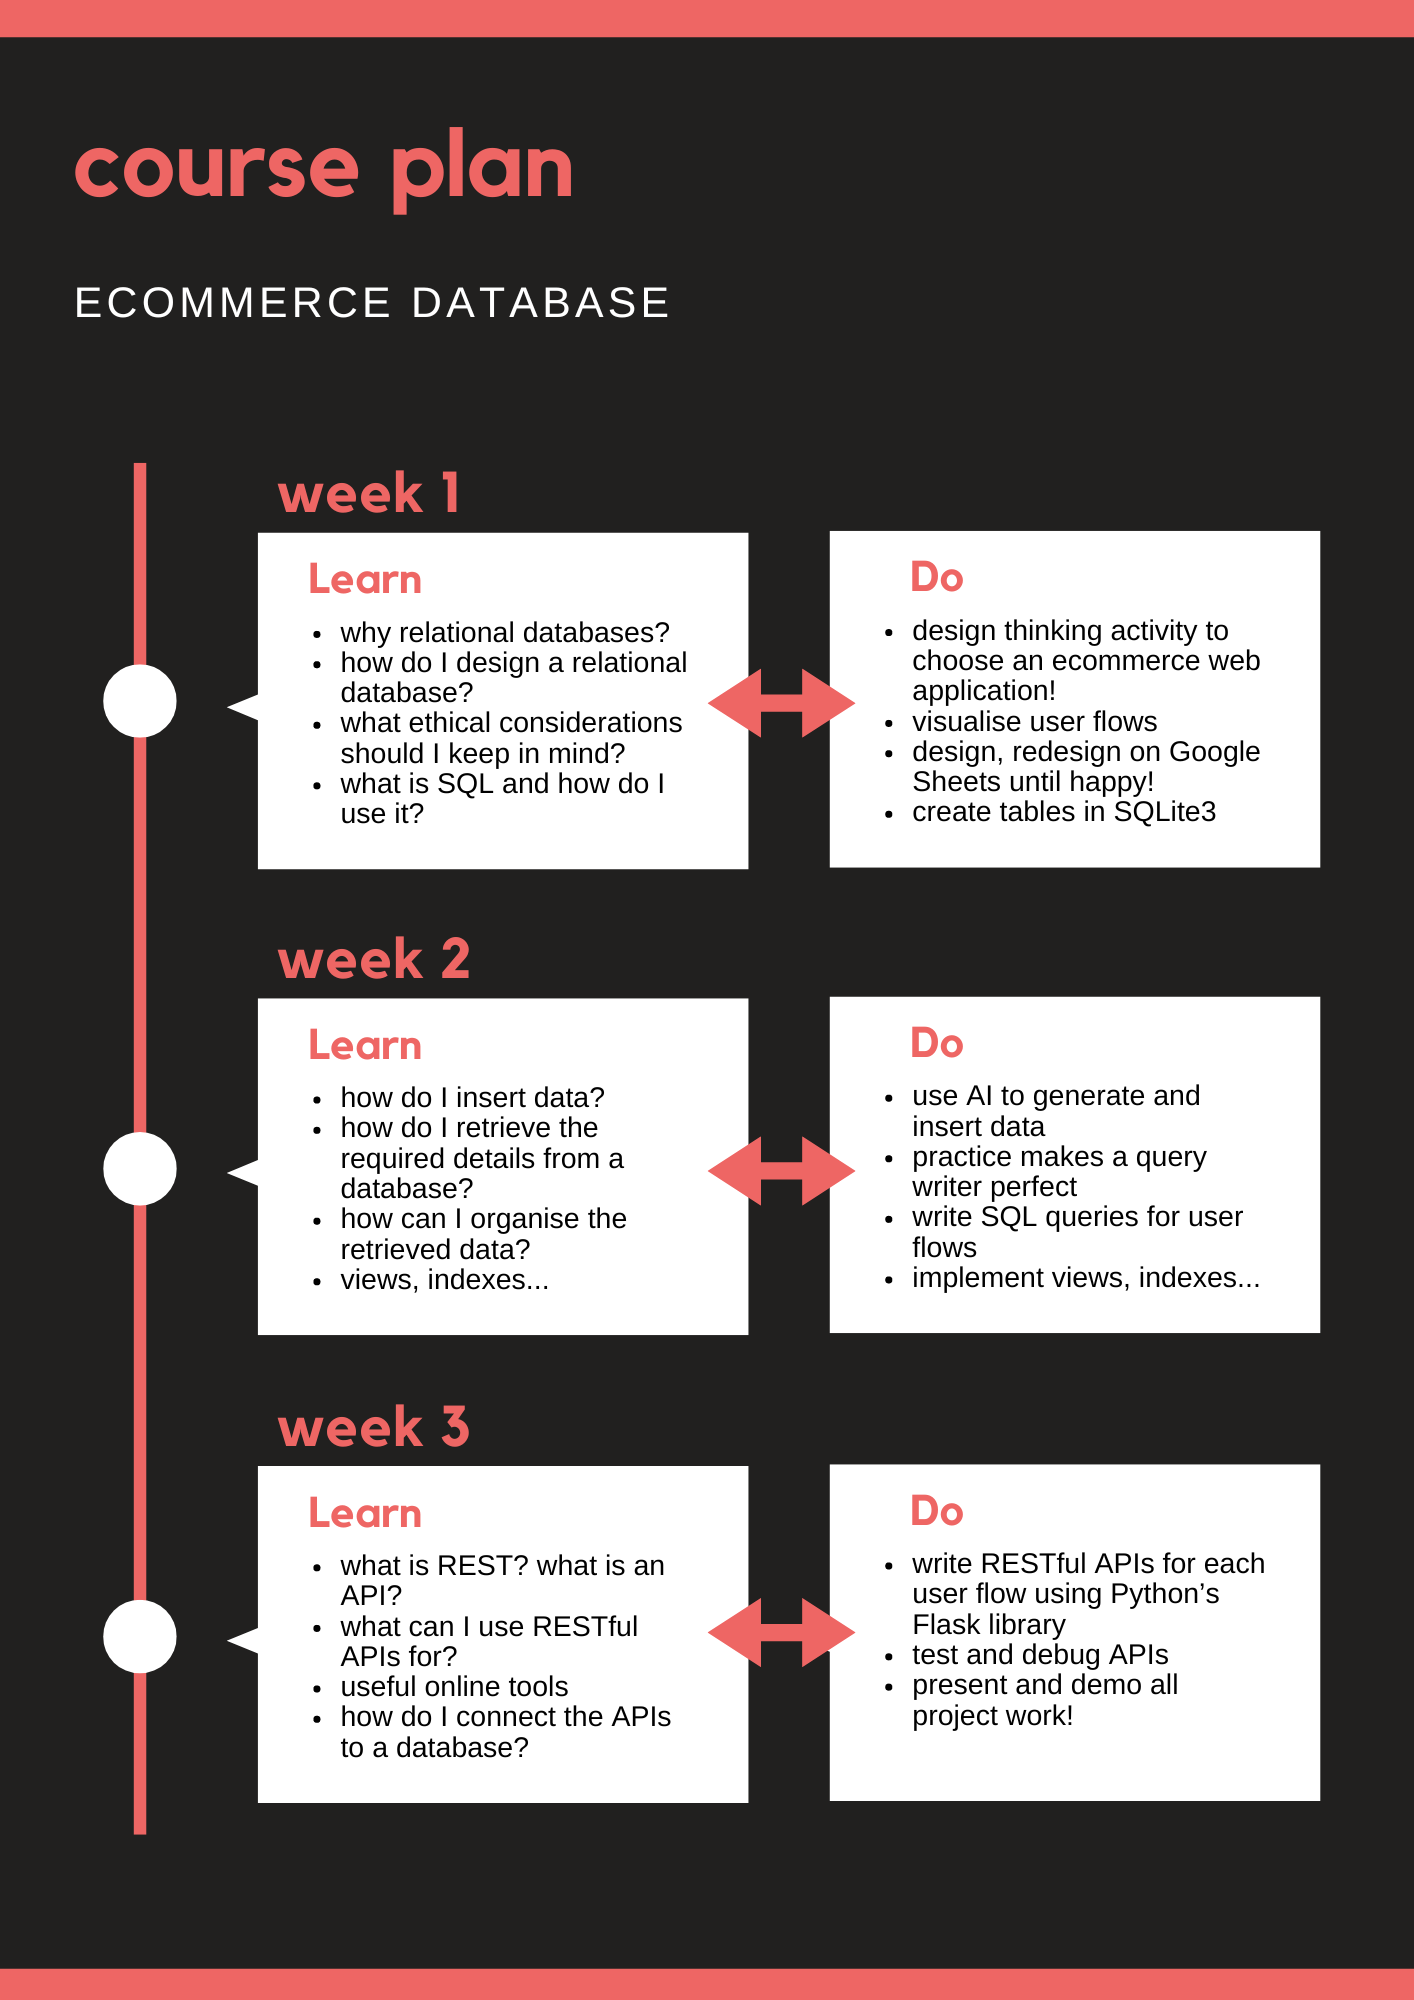 course plan
ECOMMERCE DATABASE
week 1
Learn
• why relational databases?
• how do I design a relational
database?
• what ethical considerations
should I keep in mind?
• what is SQL and how do I
use it?
Do
• design thinking activity to
choose an ecommerce web
application!
• visualise user flows
• design, redesign on Google
Sheets until happy!
• create tables in SQLite3
week 2
Learn
• how do I insert data?
• how do I retrieve the
required details from a
database?
• how can I organise the
retrieved data?
• views, indexes...
Do
• use AI to generate and
insert data
• practice makes a query
writer perfect
• write SQL queries for user
flows
• implement views, indexes...
week 3
Learn
• what is REST? what is an
API?
• what can I use RESTful
APIs for?
• useful online tools
• how do I connect the APIs
to a database?
Do
• write RESTful APIs for each
user flow using Python’s
Flask library
• test and debug APIs
• present and demo all
project work!